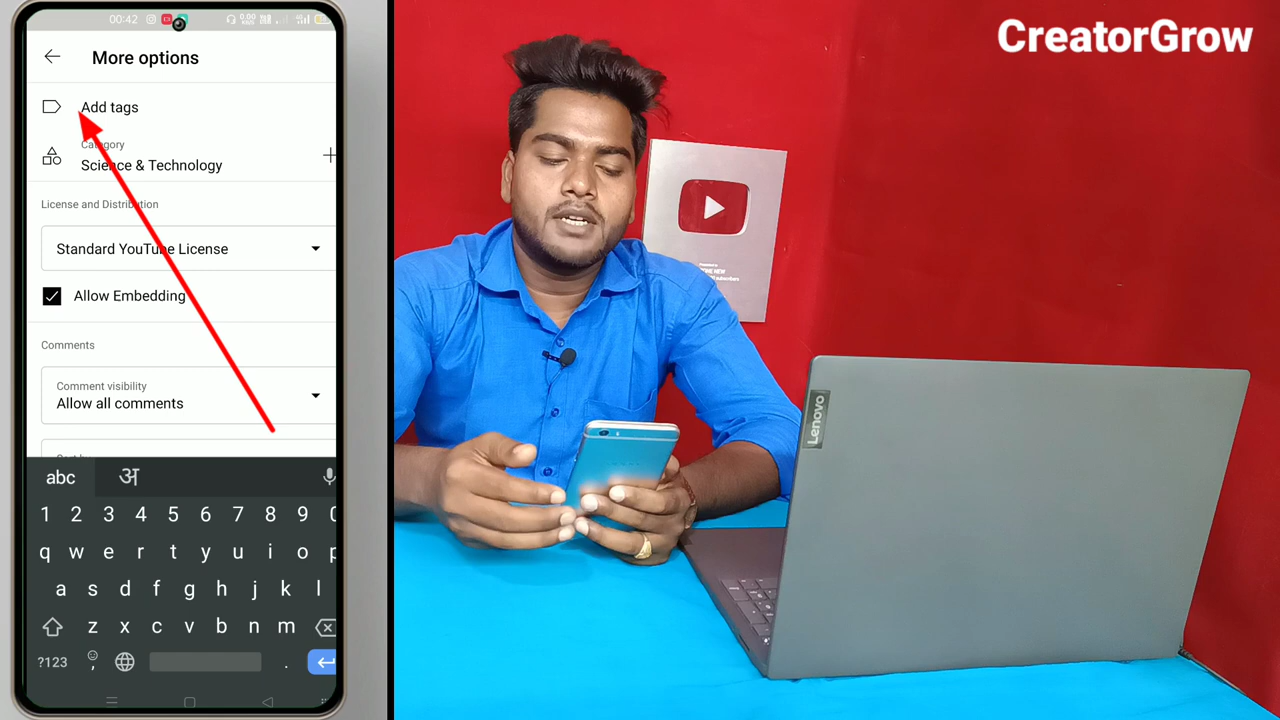 CreatorGrow
00:42
More options
Add tags
Category
Science & Technology
License and Distribution
Standard YouTube License
Allow Embedding
Comments
Comment visibility
Allow all comments
abc अ
1 2 3 4 5 6 7 8 9 0
q w e r t y u i o p
a s d f g h j k l
z x c v b n m
?123 , .
Lenovo